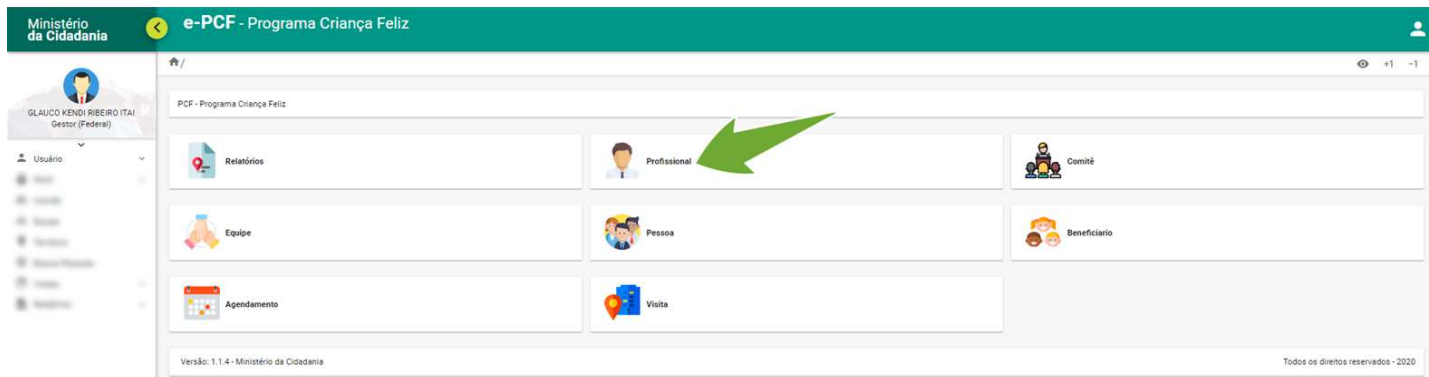 Ministério
da Cidadania
e-PCF - Programa Criança Feliz
/
+1 -1
GLAUCO KENDI RIBEIRO ITAI
Gestor (Federal)
Usuário
PCF - Programa Criança Feliz
Relatórios
Profissional
Comitê
Equipe
Pessoa
Beneficiario
Agendamento
Visita
Versão: 1.1.4 - Ministério da Cidadania
Todos os direitos reservados - 2020